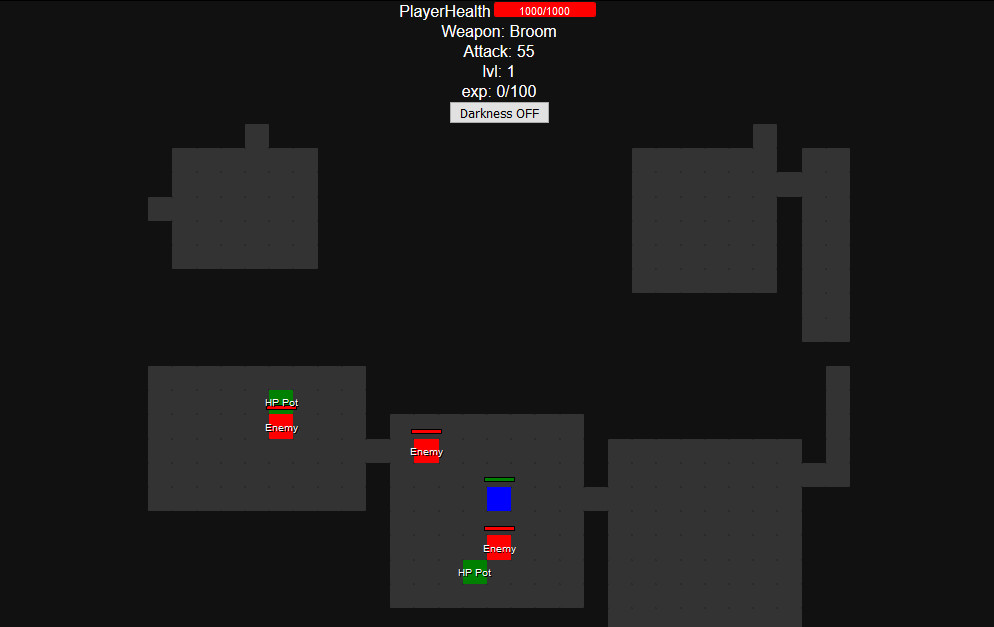 PlayerHealth 1000/1000
Weapon: Broom
Attack: 55
lvl: 1
exp: 0/100
Darkness OFF
HP Pot
Enemy
Enemy
Enemy
HP Pot